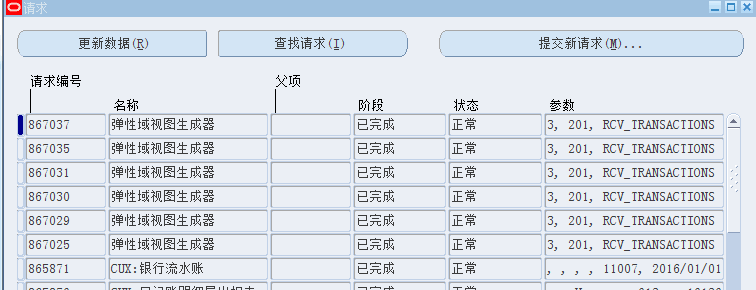 请求
更新数据(R) 查找请求(I) 提交新请求(M)...
请求编号 父项
名称 阶段 状态 参数
867037 弹性域视图生成器 已完成 正常 3, 201, RCV_TRANSACTIONS
867035 弹性域视图生成器 已完成 正常 3, 201, RCV_TRANSACTIONS
867031 弹性域视图生成器 已完成 正常 3, 201, RCV_TRANSACTIONS
867030 弹性域视图生成器 已完成 正常 3, 201, RCV_TRANSACTIONS
867029 弹性域视图生成器 已完成 正常 3, 201, RCV_TRANSACTIONS
867025 弹性域视图生成器 已完成 正常 3, 201, RCV_TRANSACTIONS
865871 CUX:银行流水账 已完成 正常 , , , , 11007, 2016/01/01